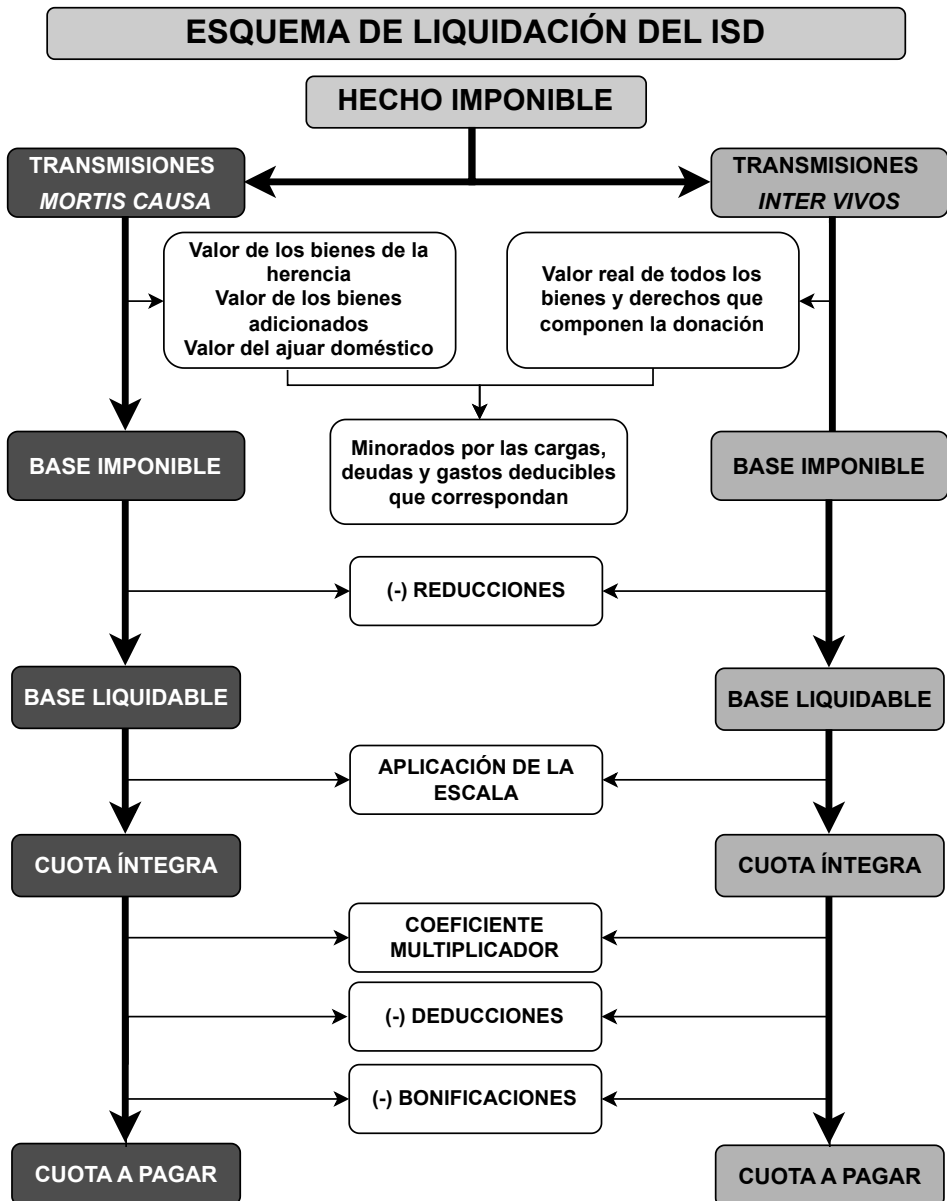 ESQUEMA DE LIQUIDACIÓN DEL ISD
HECHO IMPONIBLE
TRANSMISIONES
MORTIS CAUSA
TRANSMISIONES
INTER VIVOS
Valor de los bienes de la
herencia
Valor de los bienes
adicionados
Valor del ajuar doméstico
Valor real de todos los
bienes y derechos que
componen la donación
Minorados por las cargas,
deudas y gastos deducibles
que correspondan
BASE IMPONIBLE
BASE IMPONIBLE
(-) REDUCCIONES
BASE LIQUIDABLE
BASE LIQUIDABLE
APLICACIÓN DE LA
ESCALA
CUOTA ÍNTEGRA
CUOTA ÍNTEGRA
COEFICIENTE
MULTIPLICADOR
(-) DEDUCCIONES
(-) BONIFICACIONES
CUOTA A PAGAR
CUOTA A PAGAR